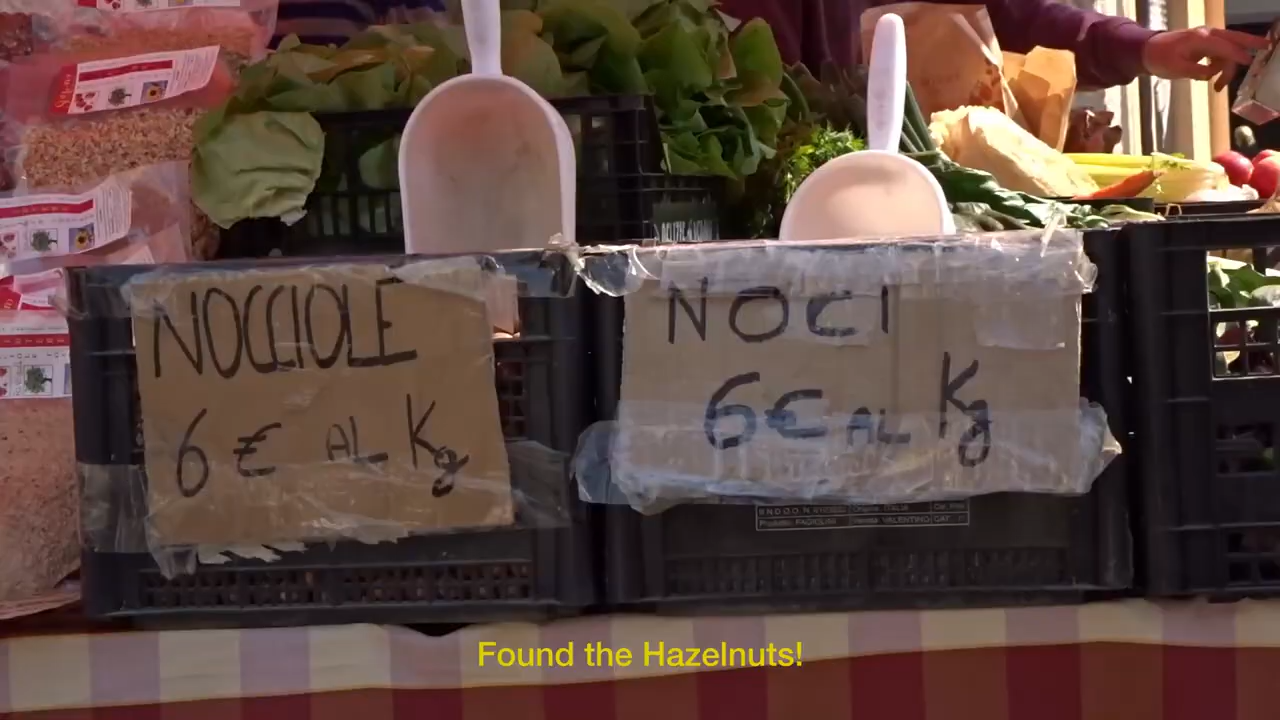 NOCCIOLE
6 € AL Kg
NOCI
6 € AL Kg
Found the Hazelnuts!